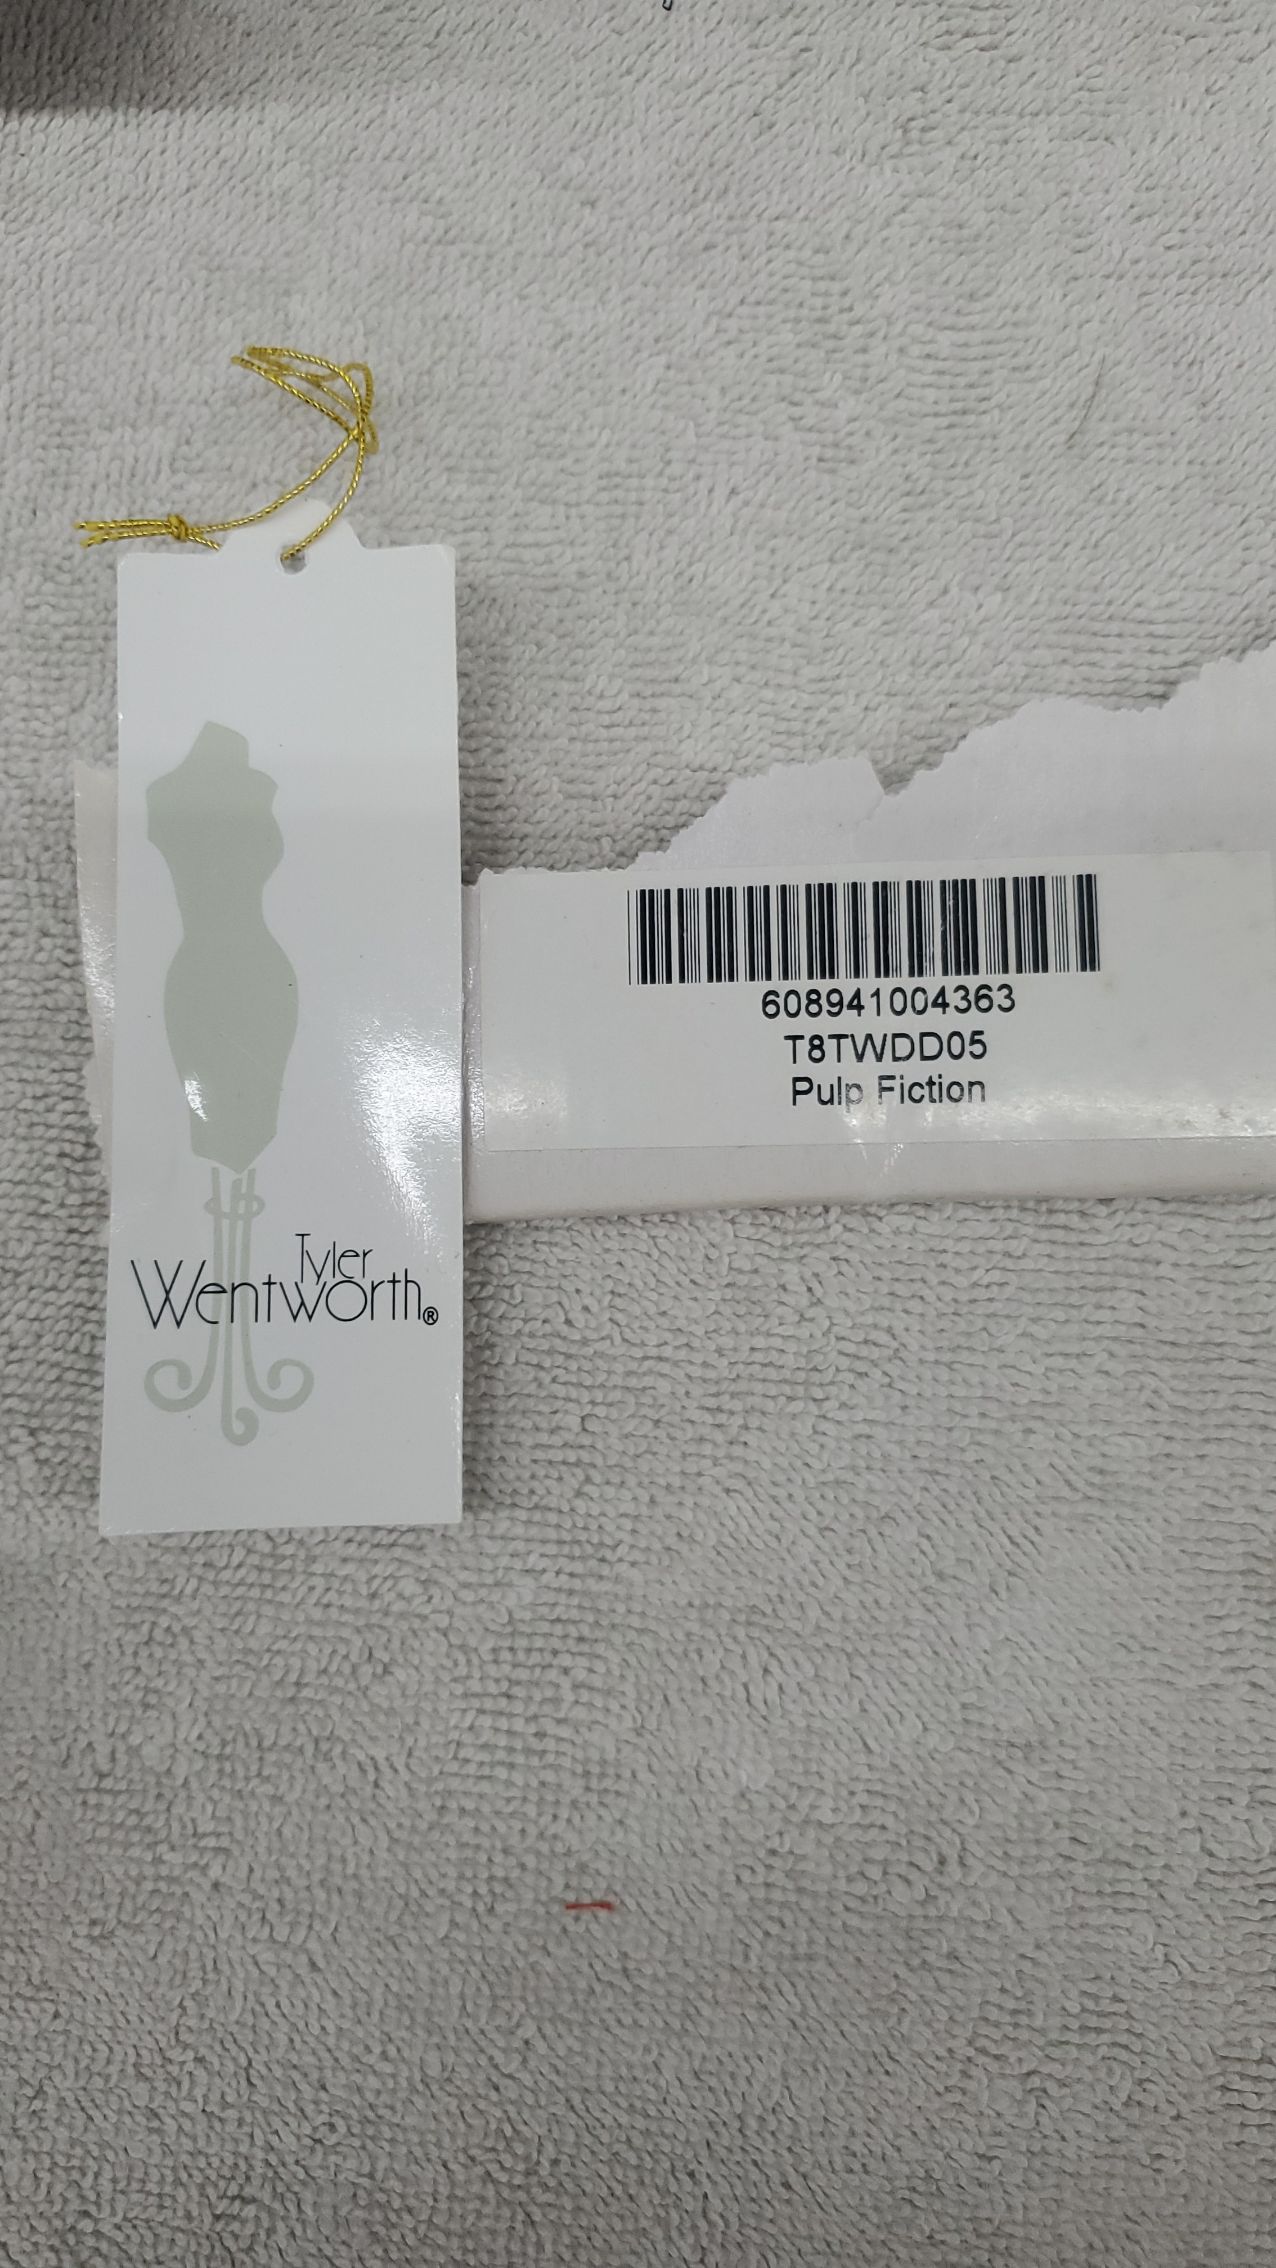 Tyler
Wentworth®
608941004363
T8TWDD05
Pulp Fiction